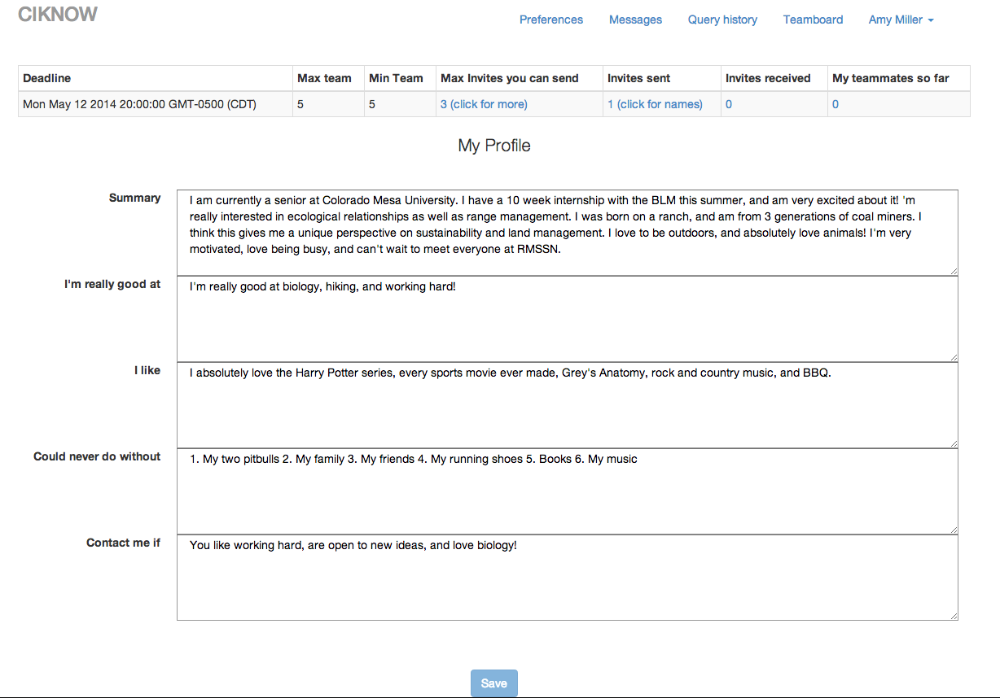 CIKNOW
Preferences Messages Query history Teamboard Amy Miller
Deadline Max team Min Team Max Invites you can send Invites sent Invites received My teammates so far
Mon May 12 2014 20:00:00 GMT-0500 (CDT) 5 5 3 (click for more) 1 (click for names) 0 0
My Profile
Summary I am currently a senior at Colorado Mesa University. I have a 10 week internship with the BLM this summer, and am very excited about it! 'm
really interested in ecological relationships as well as range management. I was born on a ranch, and am from 3 generations of coal miners. I
think this gives me a unique perspective on sustainability and land management. I love to be outdoors, and absolutely love animals! I'm very
motivated, love being busy, and can't wait to meet everyone at RMSSN.
I'm really good at I'm really good at biology, hiking, and working hard!
I like I absolutely love the Harry Potter series, every sports movie ever made, Grey's Anatomy, rock and country music, and BBQ.
Could never do without 1. My two pitbulls 2. My family 3. My friends 4. My running shoes 5. Books 6. My music
Contact me if You like working hard, are open to new ideas, and love biology!
Save